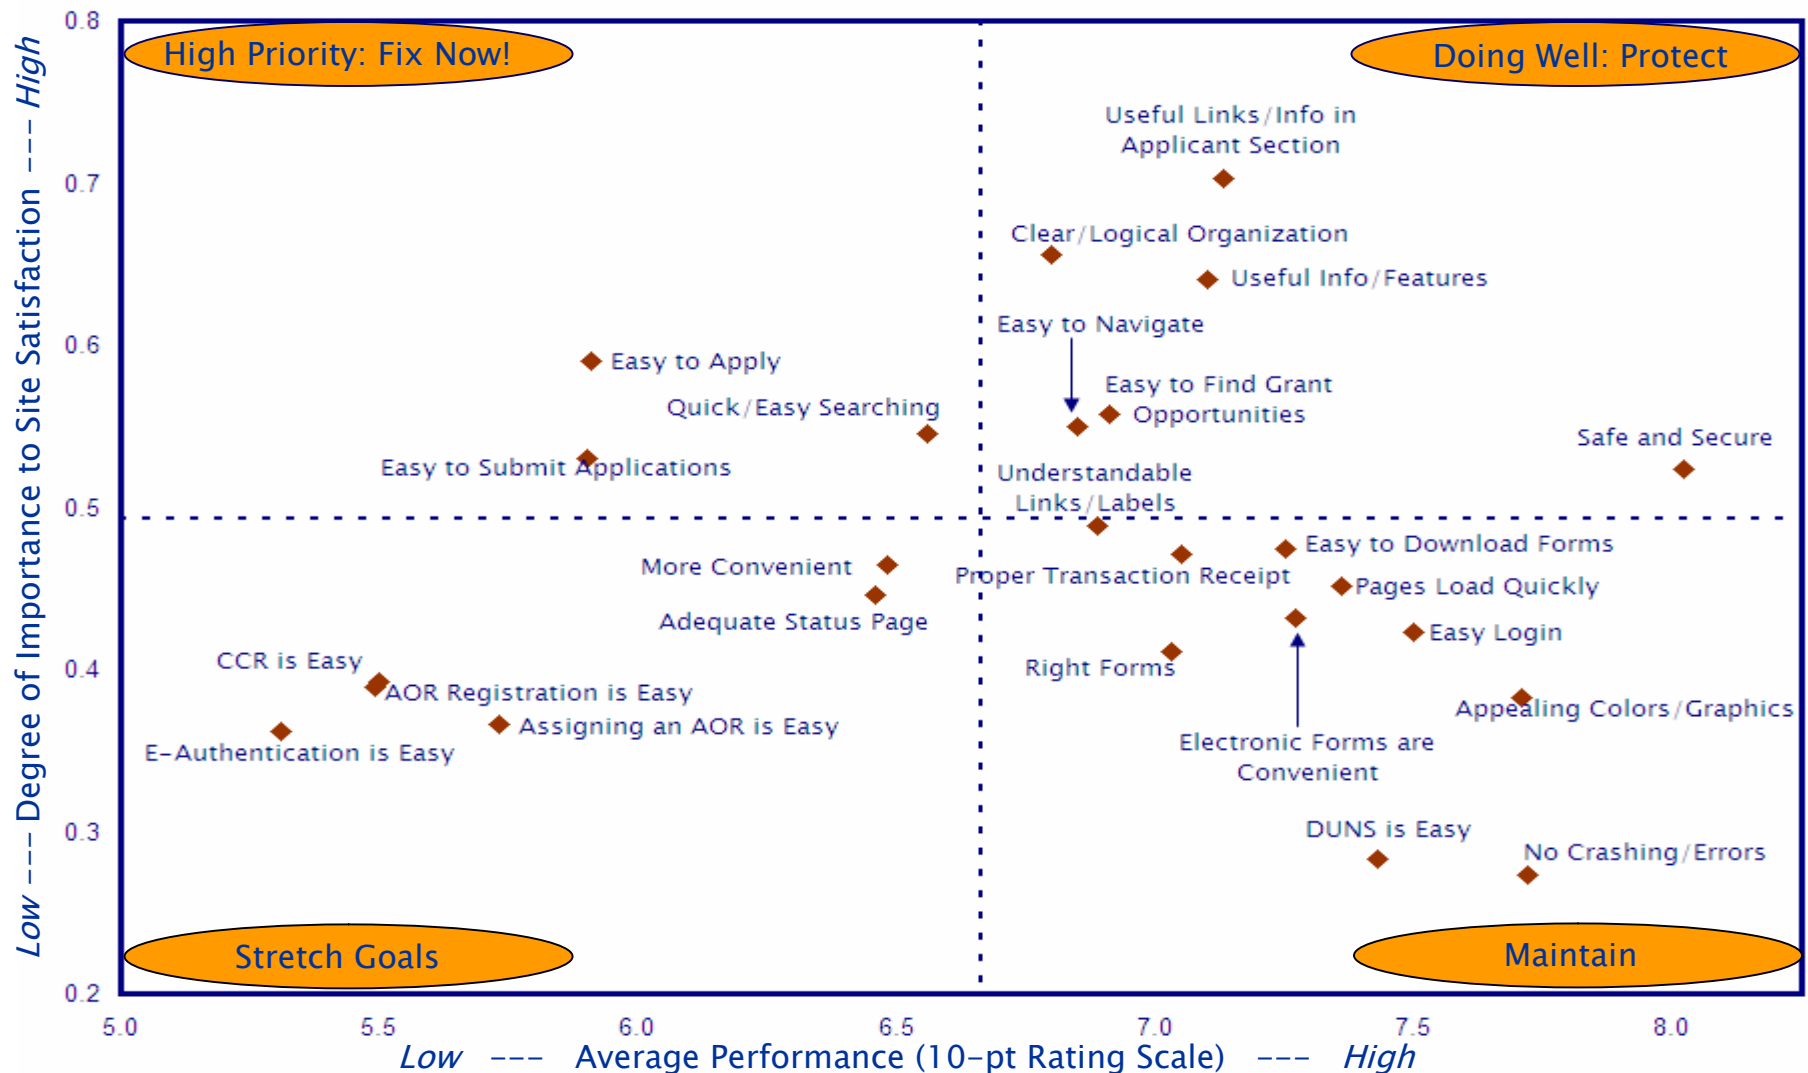 0.8
High Priority: Fix Now!
Doing Well: Protect
Useful Links/Info in
Applicant Section
0.7
Clear/Logical Organization
Useful Info/Features
Easy to Navigate
0.6
Easy to Apply
Easy to Find Grant
Opportunities
Quick/Easy Searching
Safe and Secure
Easy to Submit Applications
Understandable
Links/Labels
0.5
Easy to Download Forms
More Convenient
Proper Transaction Receipt
Pages Load Quickly
Adequate Status Page
Easy Login
CCR is Easy
Right Forms
0.4
AOR Registration is Easy
Appealing Colors/Graphics
Assigning an AOR is Easy
E-Authentication is Easy
Electronic Forms are
Convenient
0.3
DUNS is Easy
No Crashing/Errors
Stretch Goals
Maintain
0.2
5.0 5.5 6.0 6.5 7.0 7.5 8.0
Low --- Average Performance (10-pt Rating Scale) --- High
Low --- Degree of Importance to Site Satisfaction --- High